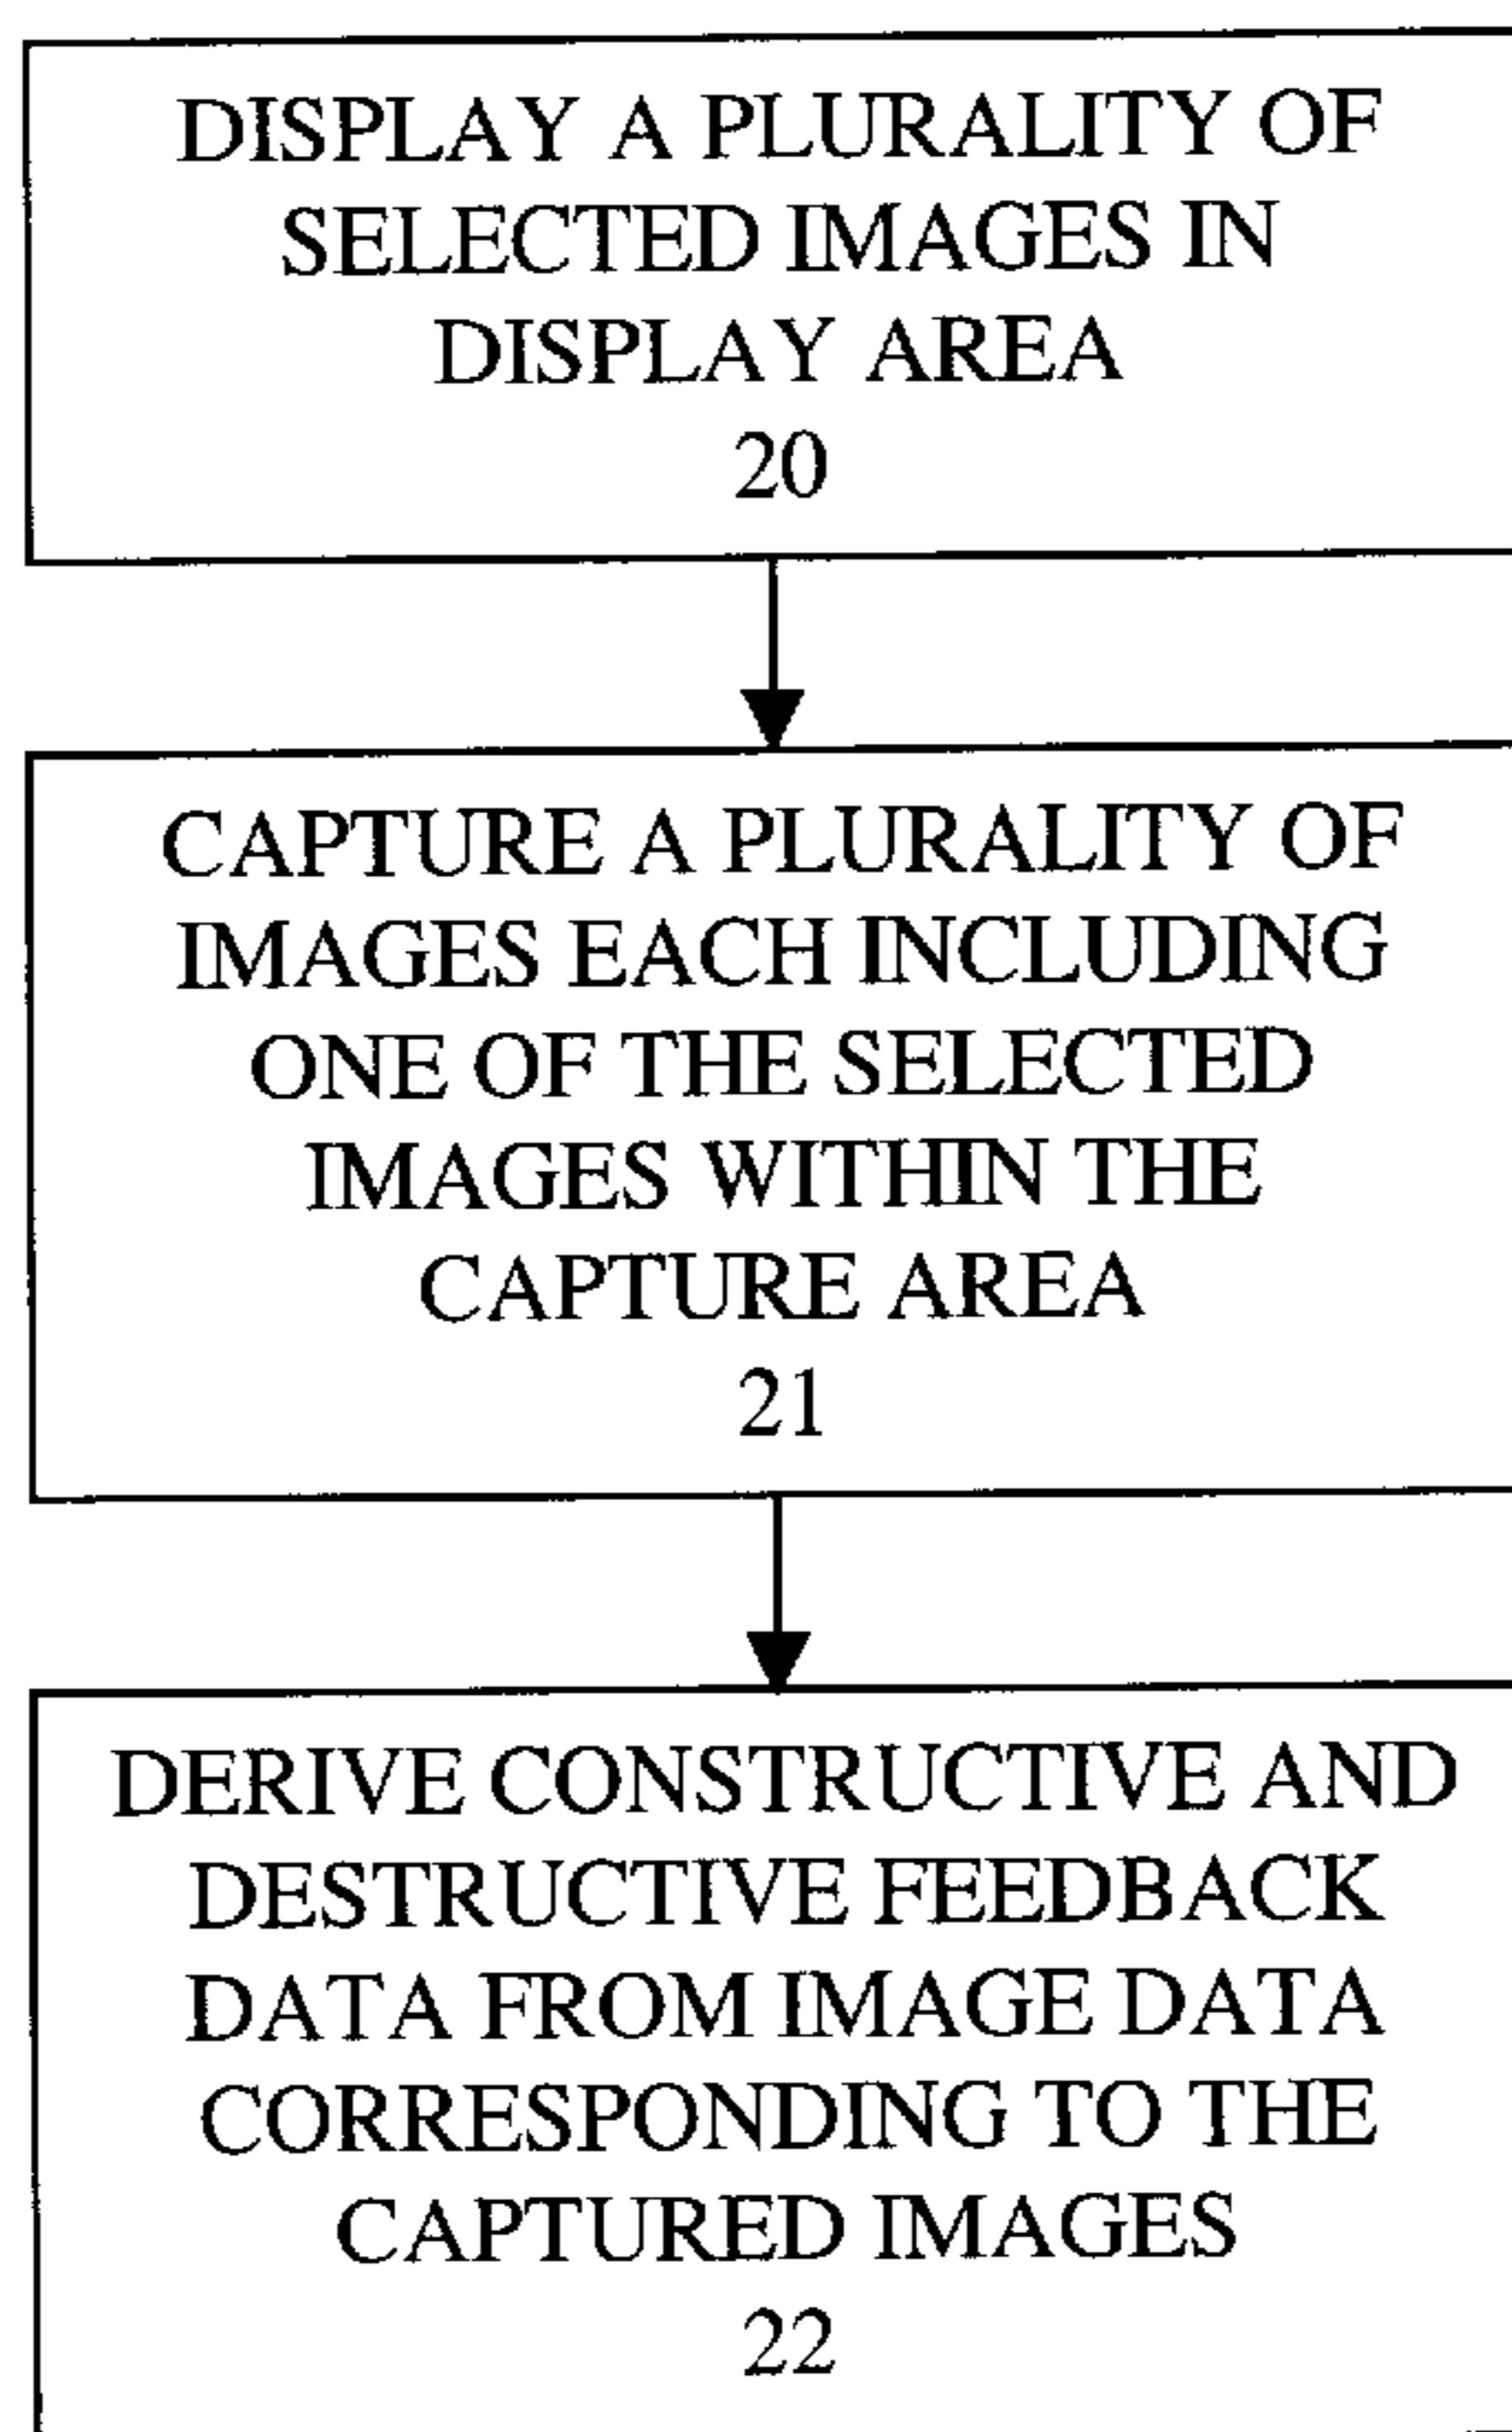 DISPLAY A PLURALITY OF
SELECTED IMAGES IN
DISPLAY AREA
20
CAPTURE A PLURALITY OF
IMAGES EACH INCLUDING
ONE OF THE SELECTED
IMAGES WITHIN THE
CAPTURE AREA
21
DERIVE CONSTRUCTIVE AND
DESTRUCTIVE FEEDBACK
DATA FROM IMAGE DATA
CORRESPONDING TO THE
CAPTURED IMAGES
22